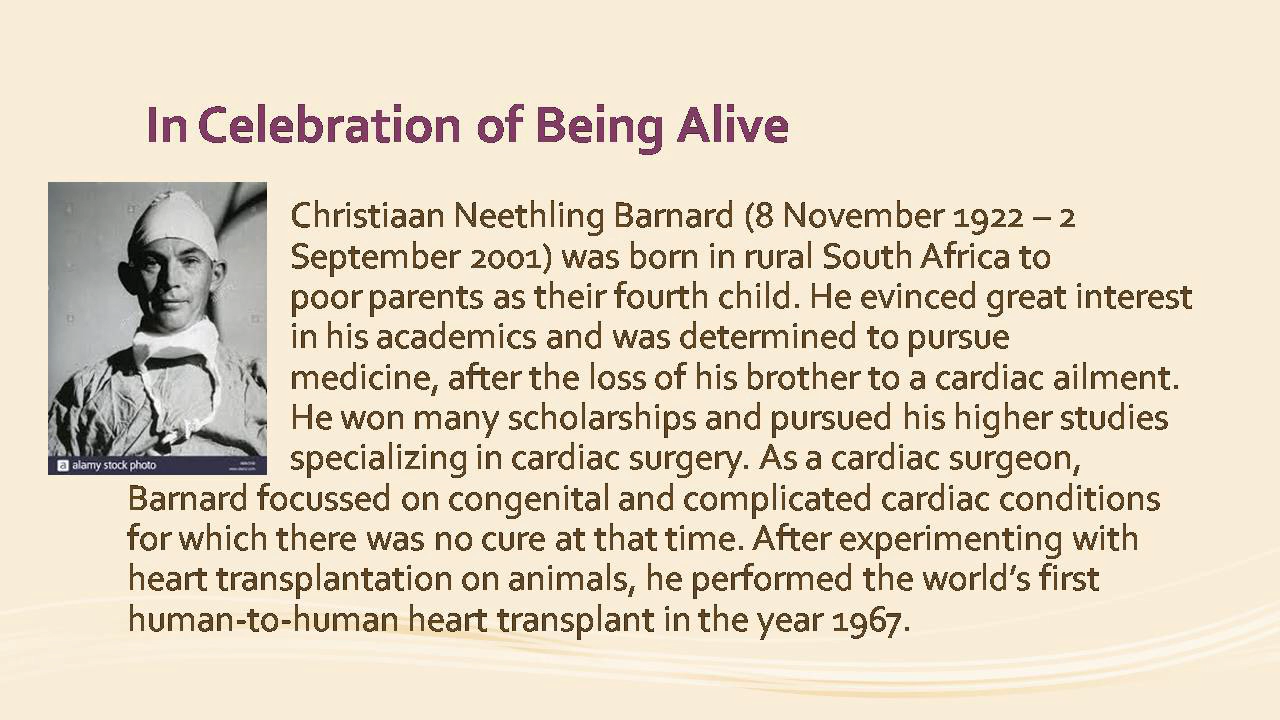 In Celebration of Being Alive
Christiaan Neethling Barnard (8 November 1922 – 2
September 2001) was born in rural South Africa to
poor parents as their fourth child. He evinced great interest
in his academics and was determined to pursue
medicine, after the loss of his brother to a cardiac ailment.
He won many scholarships and pursued his higher studies
specializing in cardiac surgery. As a cardiac surgeon,
a alamy stock photo
Barnard focussed on congenital and complicated cardiac conditions
for which there was no cure at that time. After experimenting with
heart transplantation on animals, he performed the world’s first
human-to-human heart transplant in the year 1967.